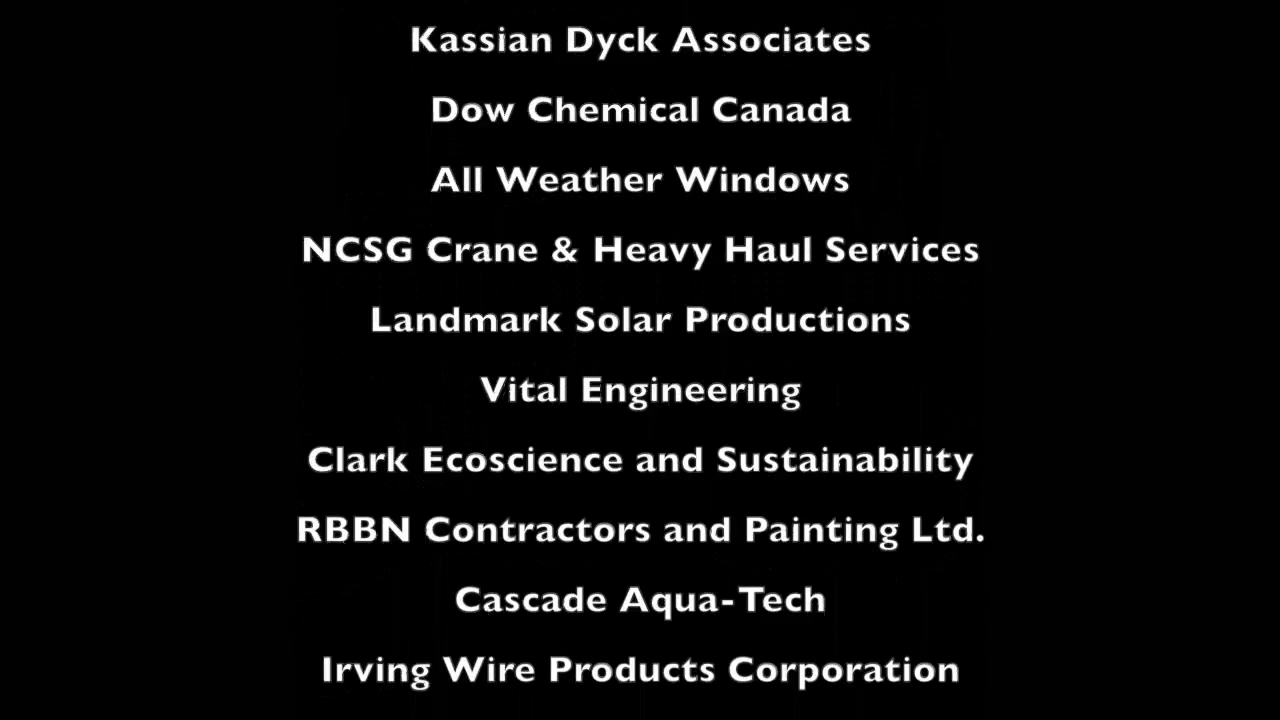 Kassian Dyck Associates
Dow Chemical Canada
All Weather Windows
NCSG Crane & Heavy Haul Services
Landmark Solar Productions
Vital Engineering
Clark Ecoscience and Sustainability
RBBN Contractors and Painting Ltd.
Cascade Aqua-Tech
Irving Wire Products Corporation